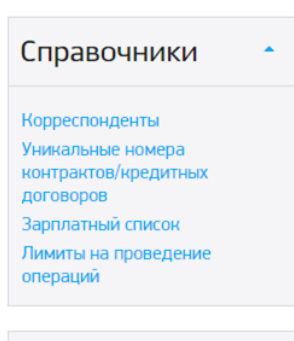 Справочники
Корреспонденты
Уникальные номера
контрактов/кредитных
договоров
Зарплатный список
Лимиты на проведение
операций